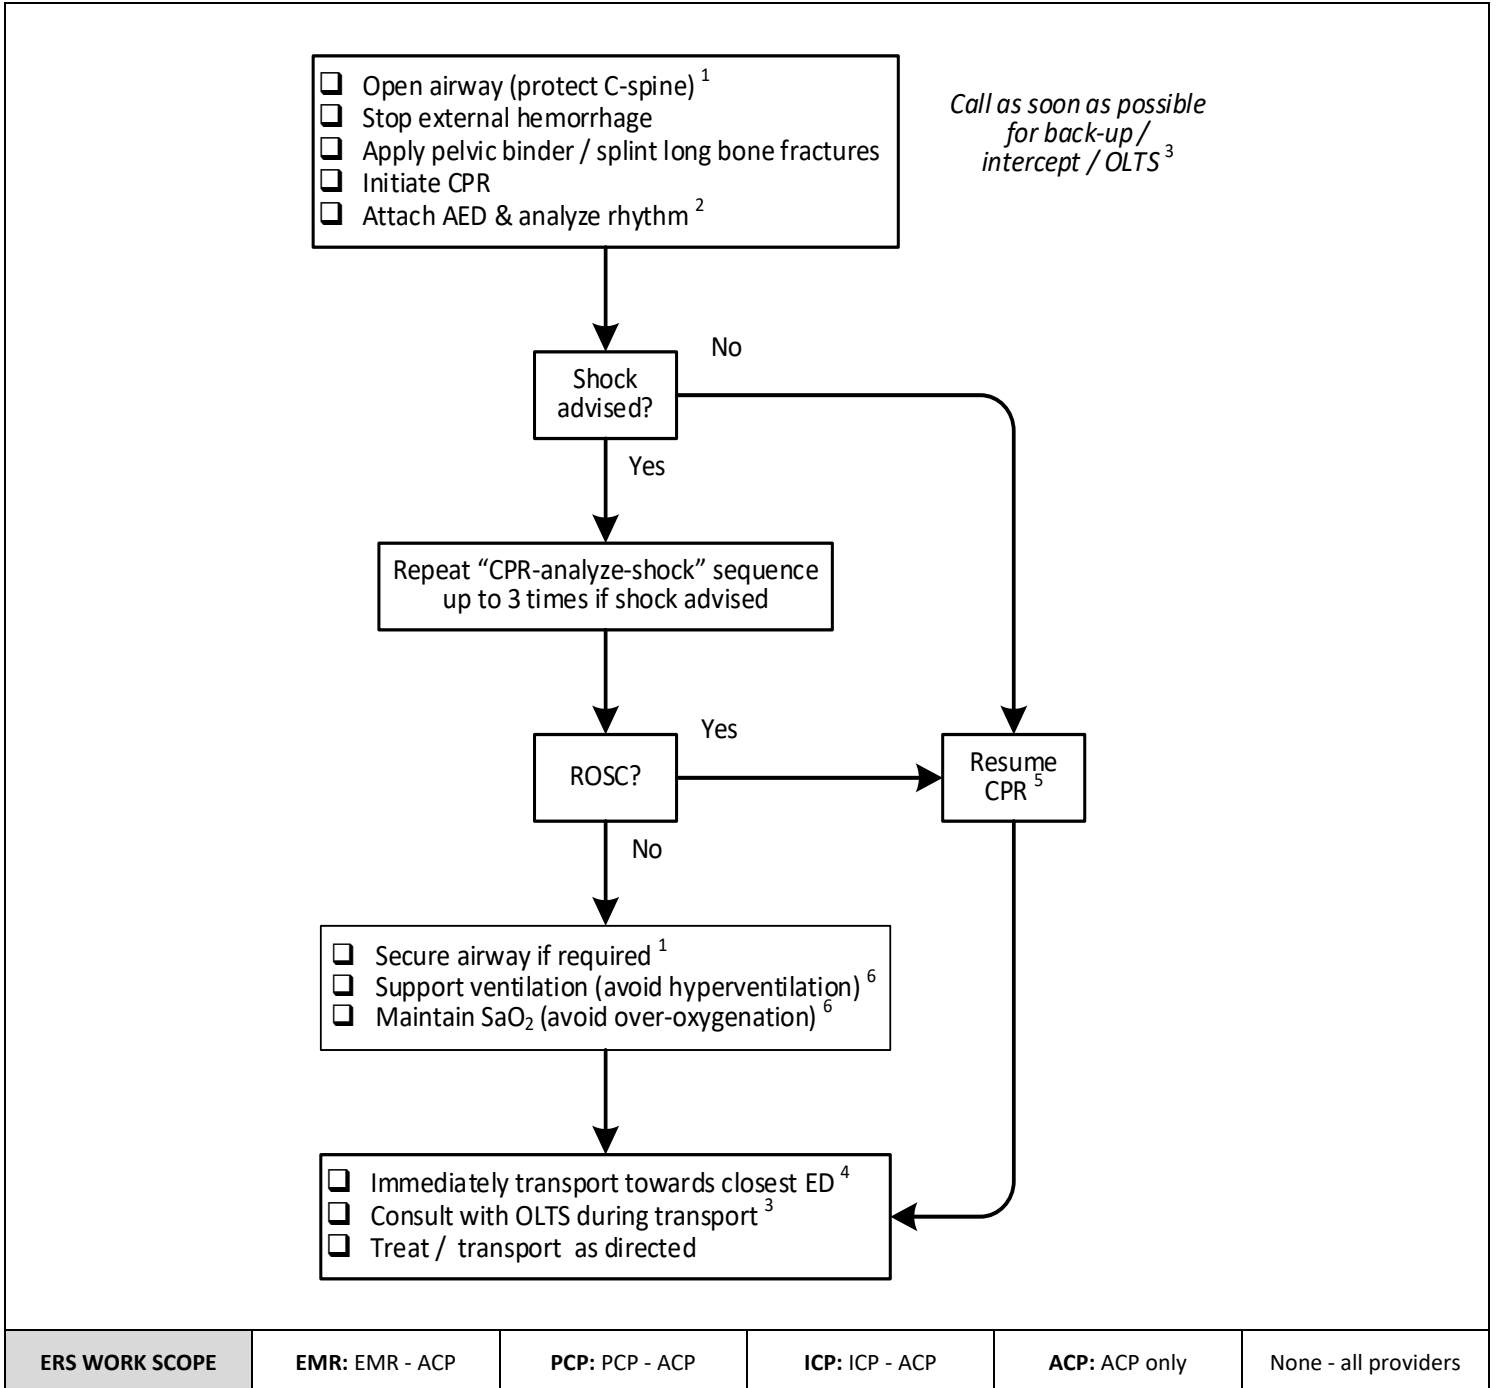 ❑ Open airway (protect C-spine) 1
❑ Stop external hemorrhage
❑ Apply pelvic binder / splint long bone fractures
❑ Initiate CPR
❑ Attach AED & analyze rhythm 2
Call as soon as possible
for back-up /
intercept / OLTS 3
No
Shock
advised?
Yes
Repeat “CPR-analyze-shock” sequence
up to 3 times if shock advised
Yes
ROSC?
Resume
CPR 5
No
❑ Secure airway if required 1
❑ Support ventilation (avoid hyperventilation) 6
❑ Maintain SaO2 (avoid over-oxygenation) 6
❑ Immediately transport towards closest ED 4
❑ Consult with OLTS during transport 3
❑ Treat / transport as directed
ERS WORK SCOPE EMR: EMR - ACP PCP: PCP - ACP ICP: ICP - ACP ACP: ACP only None - all providers